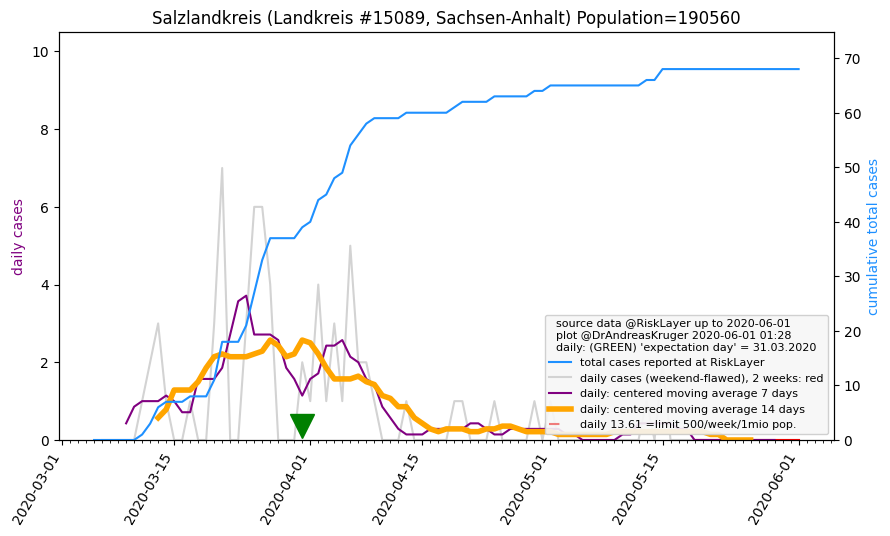 Salzlandkreis (Landkreis #15089, Sachsen-Anhalt) Population=190560
10
8
6
4
2
0
daily cases
70
60
50
40
30
20
10
0
cumulative total cases
source data @RiskLayer up to 2020-06-01
plot @DrAndreasKruger 2020-06-01 01:28
daily: (GREEN) 'expectation day' = 31.03.2020
total cases reported at RiskLayer
daily cases (weekend-flawed), 2 weeks: red
daily: centered moving average 7 days
daily: centered moving average 14 days
daily 13.61 =limit 500/week/1mio pop.
2020-03-01
2020-03-15
2020-04-01
2020-04-15
2020-05-01
2020-05-15
2020-06-01